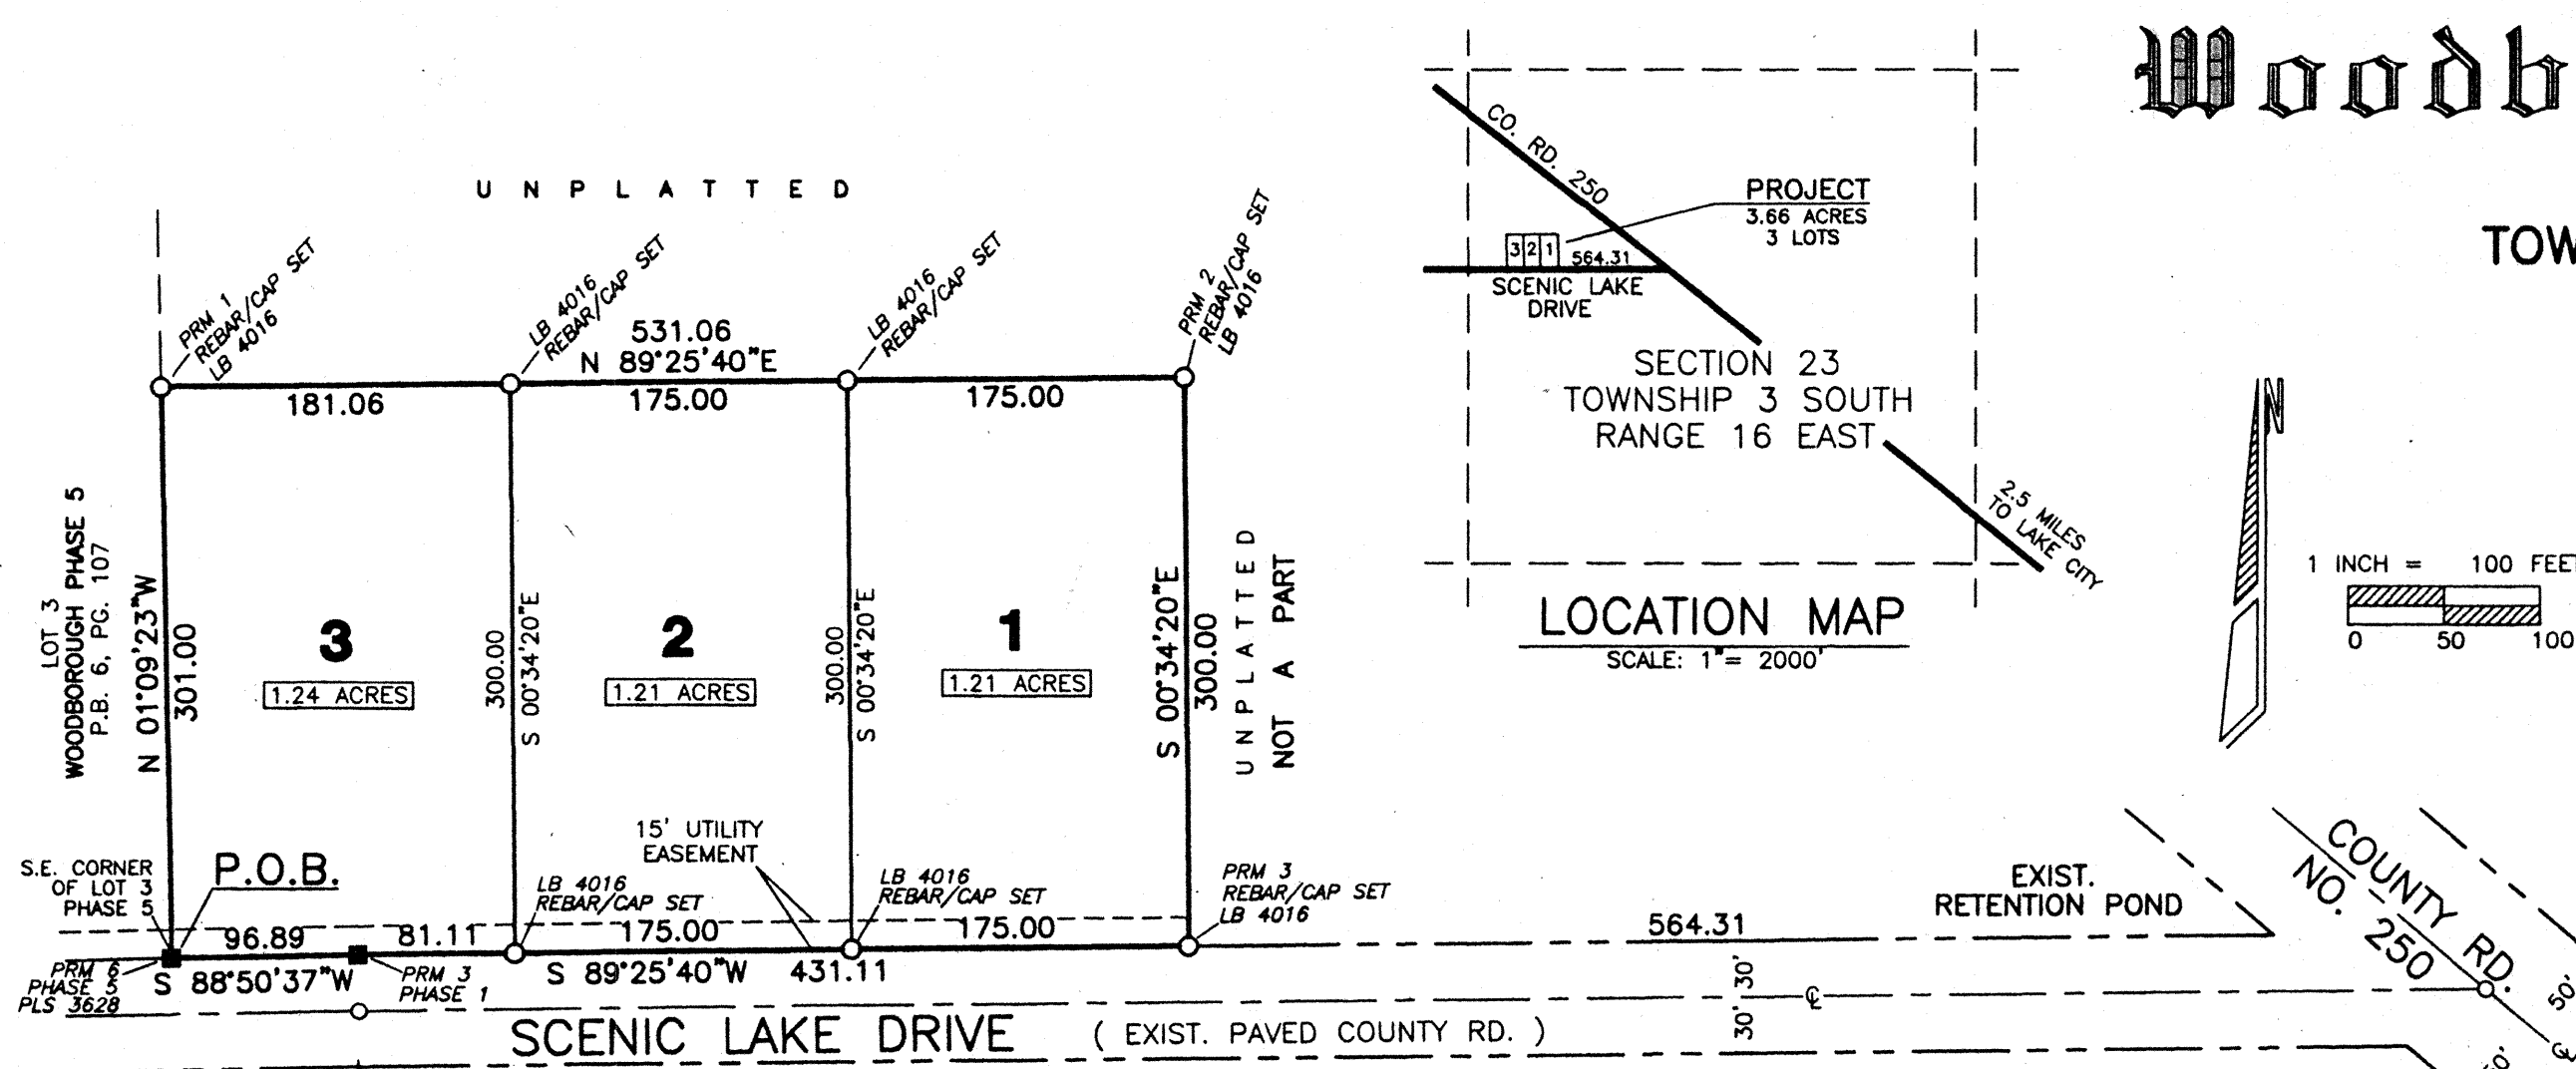 Woodb
TOW
UNPLATTED
PRM 1
REBAR/CAP SET
LB 4016
LB 4016
REBAR/CAP SET
LB 4016
REBAR/CAP SET
PRM 2
REBAR/CAP SET
LB 4016
531.06
N 89°25'40"E
181.06
175.00
175.00
LOT 3
WOODBOROUGH PHASE 5
P.B. 6, PG. 107
N 01°09'23"W
301.00
3
1.24 ACRES
300.00
S 00°34'20"E
2
1.21 ACRES
300.00
S 00°34'20"E
1
1.21 ACRES
S 00°34'20"E
300.00
UNPLATTED
NOT A PART
S.E. CORNER
OF LOT 3
PHASE 5
P.O.B.
15' UTILITY
EASEMENT
LB 4016
REBAR/CAP SET
LB 4016
REBAR/CAP SET
PRM 3
REBAR/CAP SET
LB 4016
96.89
81.11
175.00
175.00
564.31
PRM 6
PHASE 5
PLS 3628
S 88°50'37"W
PRM 3
PHASE 1
S 89°25'40"W 431.11
SCENIC LAKE DRIVE ( EXIST. PAVED COUNTY RD. )
30'
30'
EXIST.
RETENTION POND
COUNTY RD.
NO. 250
50'
CO. RD. 250
PROJECT
3.66 ACRES
3 LOTS
3 2 1
564.31
SCENIC LAKE
DRIVE
SECTION 23
TOWNSHIP 3 SOUTH
RANGE 16 EAST
2.5 MILES
TO LAKE CITY
LOCATION MAP
SCALE: 1"= 2000'
N
1 INCH = 100 FEET
0 50 100